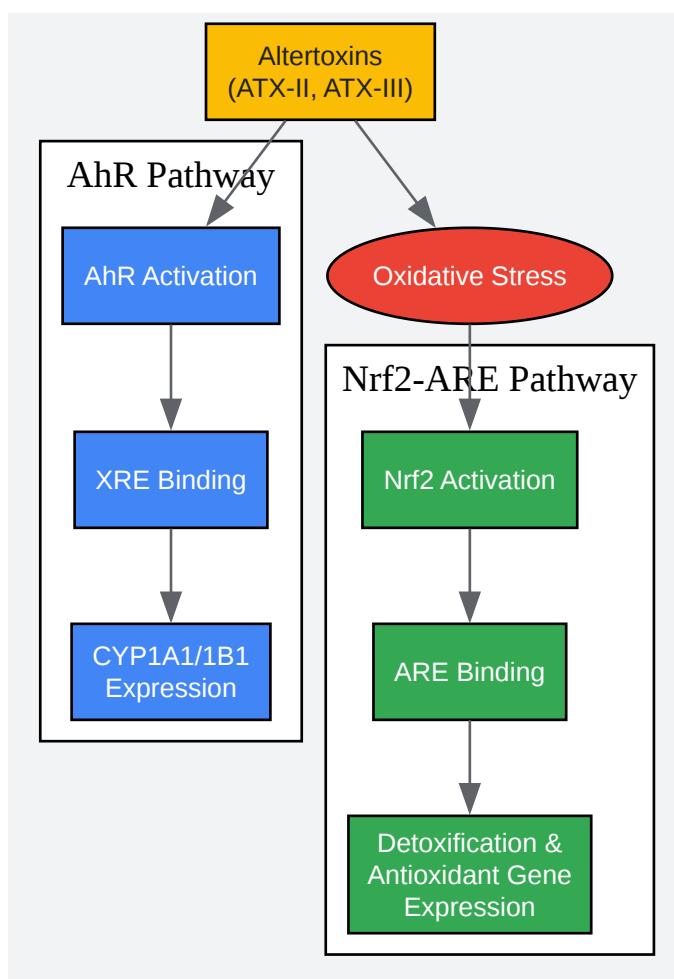 Altertoxins
(ATX-II, ATX-III)
AhR Pathway
AhR Activation
XRE Binding
CYP1A1/1B1
Expression
Oxidative Stress
Nrf2-ARE Pathway
Nrf2 Activation
ARE Binding
Detoxification &
Antioxidant Gene
Expression